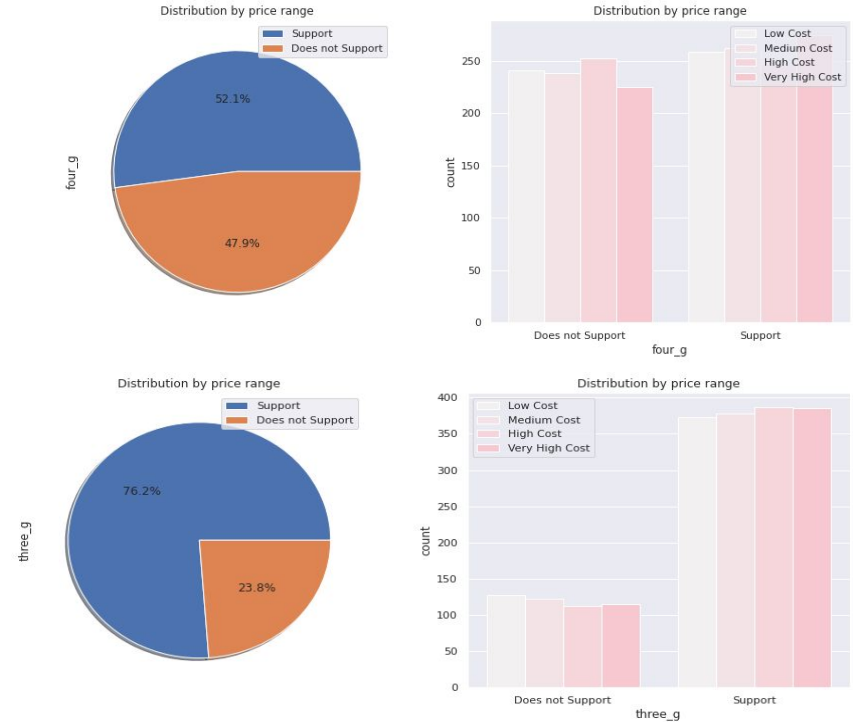 Distribution by price range
Support
Does not Support
52.1%
47.9%
four_g
Distribution by price range
Low Cost
Medium Cost
High Cost
Very High Cost
250
200
150
100
50
0
count
Does not Support
Support
four_g
Distribution by price range
Support
Does not Support
76.2%
23.8%
three_g
Distribution by price range
Low Cost
Medium Cost
High Cost
Very High Cost
400
350
300
250
200
150
100
50
0
count
Does not Support
Support
three_g